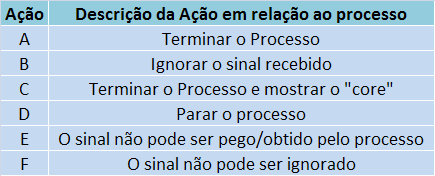 Ação Descrição da Ação em relação ao processo
A Terminar o Processo
B Ignorar o sinal recebido
C Terminar o Processo e mostrar o "core"
D Parar o processo
E O sinal não pode ser pego/obtido pelo processo
F O sinal não pode ser ignorado